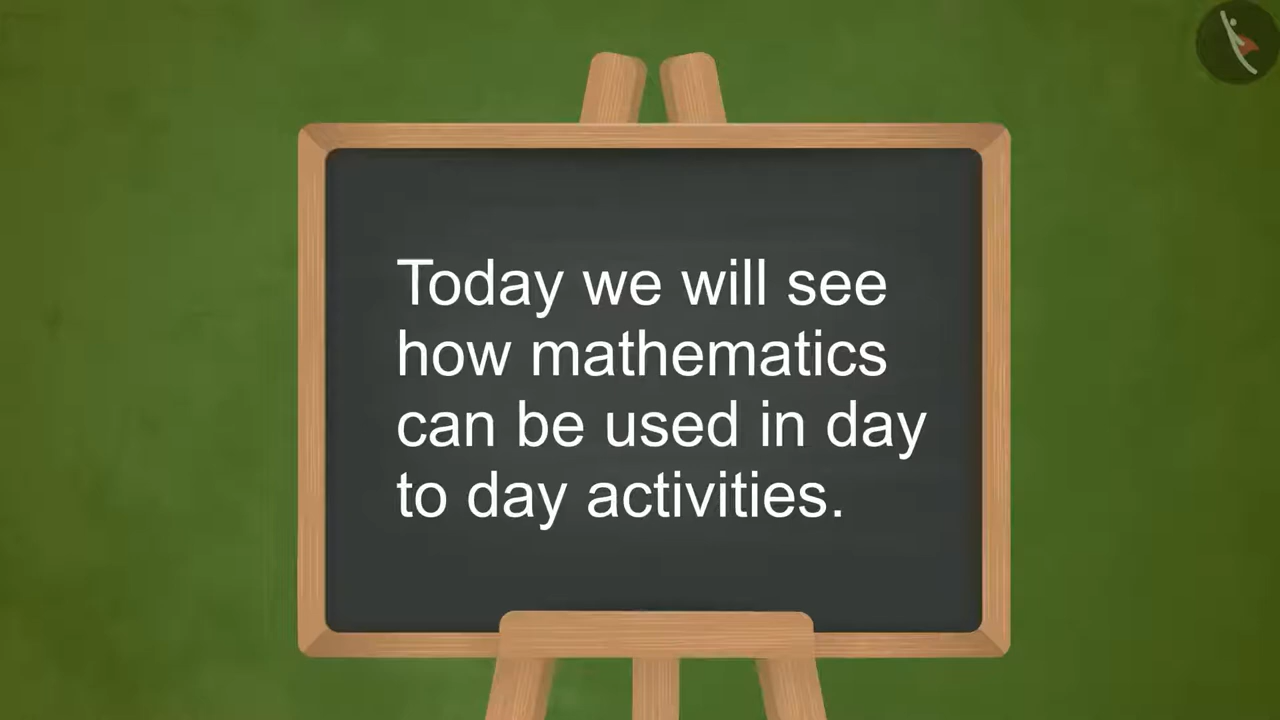 Today we will see
how mathematics
can be used in day
to day activities.